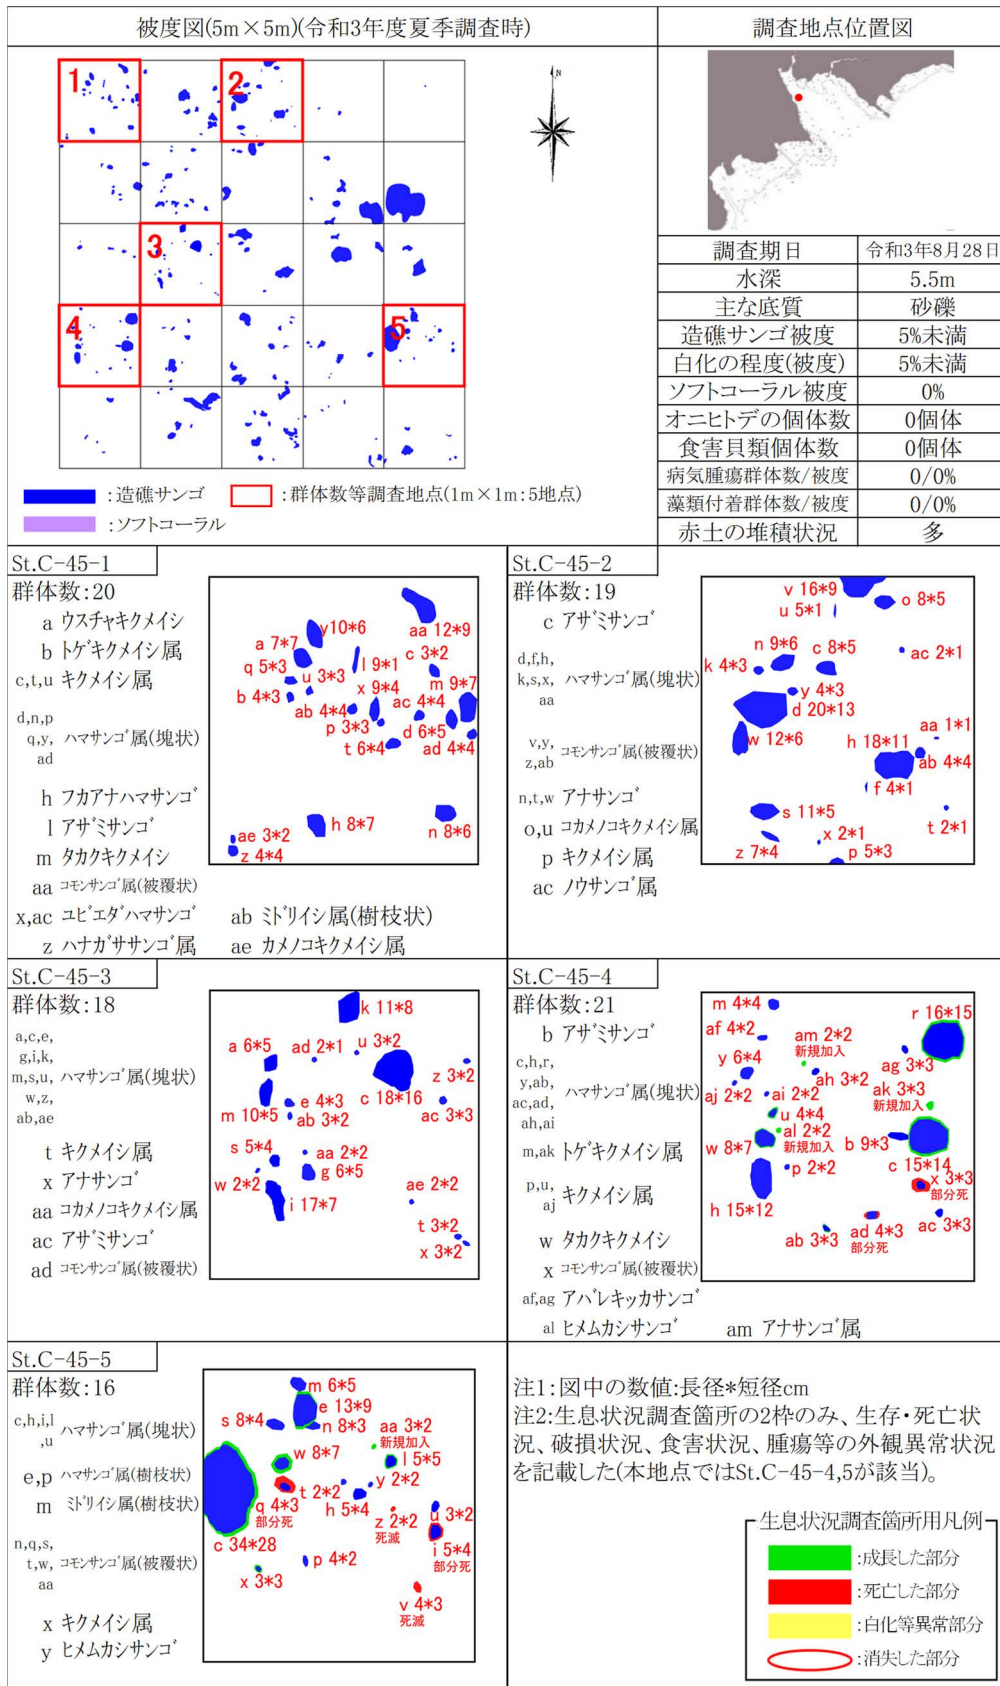 被度図(5m×5m)(令和3年度夏季調査時)
調査地点位置図
1
2
3
4
5
N
:造礁サンゴ
:群体数等調査地点(1m×1m:5地点)
:ソフトコーラル
調査期日 令和3年8月28日
水深 5.5m
主な底質 砂礫
造礁サンゴ被度 5%未満
白化の程度(被度) 5%未満
ソフトコーラル被度 0%
オニヒトデの個体数 0個体
食害貝類個体数 0個体
病気腫瘍群体数/被度 0/0%
藻類付着群体数/被度 0/0%
赤土の堆積状況 多
St.C-45-1
群体数:20
a ウスチャキクメイシ
b トゲキクメイシ属
c,t,u キクメイシ属
d,n,p
q,y, ハマサンゴ属(塊状)
ad
h フカアナハマサンゴ
l アザミサンゴ
m タカクキクメイシ
aa コモンサンゴ属(被覆状)
x,ac ユビエダハマサンゴ
ab ミドリイシ属(樹枝状)
z ハナガササンゴ属
ae カメノコキクメイシ属
y10*6
aa 12*9
a 7*7
c 3*2
q 5*3
l 9*1
u 3*3
m 9*7
b 4*3
x 9*4
ac 4*4
ab 4*4
p 3*3
d 6*5
t 6*4
ad 4*4
h 8*7
n 8*6
ae 3*2
z 4*4
St.C-45-2
群体数:19
c アザミサンゴ
d,f,h,
k,s,x, ハマサンゴ属(塊状)
aa
v,y, コモンサンゴ属(被覆状)
z,ab
n,t,w アナサンゴ
o,u コカメノコキクメイシ属
p キクメイシ属
ac ノウサンゴ属
v 16*9
u 5*1
o 8*5
n 9*6
c 8*5
ac 2*1
k 4*3
y 4*3
d 20*13
w 12*6
aa 1*1
h 18*11
ab 4*4
f 4*1
s 11*5
t 2*1
x 2*1
z 7*4
p 5*3
St.C-45-3
群体数:18
a,c,e,
g,i,k,
m,s,u, ハマサンゴ属(塊状)
w,z,
ab,ae
t キクメイシ属
x アナサンゴ
aa コカメノコキクメイシ属
ac アザミサンゴ
ad コモンサンゴ属(被覆状)
k 11*8
a 6*5
ad 2*1
u 3*2
z 3*2
e 4*3
c 18*16
m 10*5
ab 3*2
ac 3*3
s 5*4
aa 2*2
g 6*5
w 2*2
i 17*7
ae 2*2
t 3*2
x 3*2
St.C-45-4
群体数:21
b アザミサンゴ
c,h,r,
y,ab, ハマサンゴ属(塊状)
ac,ad,
ah,ai
m,ak トゲキクメイシ属
p,u, キクメイシ属
aj
w タカクキクメイシ
x コモンサンゴ属(被覆状)
af,ag アバレキッカサンゴ
al ヒメムカシサンゴ
am アナサンゴ属
m 4*4
r 16*15
af 4*2
am 2*2
新規加入
y 6*4
ag 3*3
ah 3*2
ak 3*3
新規加入
aj 2*2
ai 2*2
u 4*4
al 2*2
新規加入
w 8*7
b 9*3
c 15*14
p 2*2
x 3*3
部分死
h 15*12
ab 3*3
ad 4*3
部分死
ac 3*3
St.C-45-5
群体数:16
c,h,i,l ハマサンゴ属(塊状)
,u
e,p ハマサンゴ属(樹枝状)
m ミドリイシ属(樹枝状)
n,q,s,
t,w, コモンサンゴ属(被覆状)
aa
x キクメイシ属
y ヒメムカシサンゴ
m 6*5
e 13*9
s 8*4
n 8*3
aa 3*2
新規加入
w 8*7
l 5*5
t 2*2
y 2*2
q 4*3
部分死
h 5*4
z 2*2
死滅
u 3*2
c 34*28
i 5*4
部分死
x 3*3
p 4*2
v 4*3
死滅
注1:図中の数値:長径*短径cm
注2:生息状況調査箇所の2枠のみ、生存・死亡状
況、破損状況、食害状況、腫瘍等の外観異常状況
を記載した(本地点ではSt.C-45-4,5が該当)。
生息状況調査箇所用凡例
:成長した部分
:死亡した部分
:白化等異常部分
:消失した部分